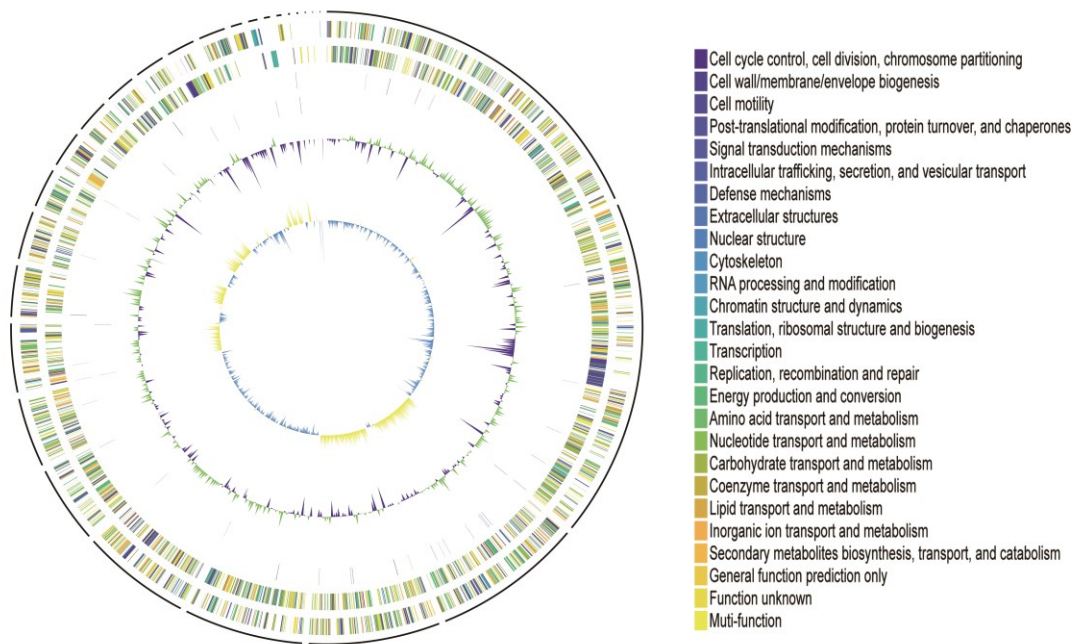 Cell cycle control, cell division, chromosome partitioning
Cell wall/membrane/envelope biogenesis
Cell motility
Post-translational modification, protein turnover, and chaperones
Signal transduction mechanisms
Intracellular trafficking, secretion, and vesicular transport
Defense mechanisms
Extracellular structures
Nuclear structure
Cytoskeleton
RNA processing and modification
Chromatin structure and dynamics
Translation, ribosomal structure and biogenesis
Transcription
Replication, recombination and repair
Energy production and conversion
Amino acid transport and metabolism
Nucleotide transport and metabolism
Carbohydrate transport and metabolism
Coenzyme transport and metabolism
Lipid transport and metabolism
Inorganic ion transport and metabolism
Secondary metabolites biosynthesis, transport, and catabolism
General function prediction only
Function unknown
Muti-function